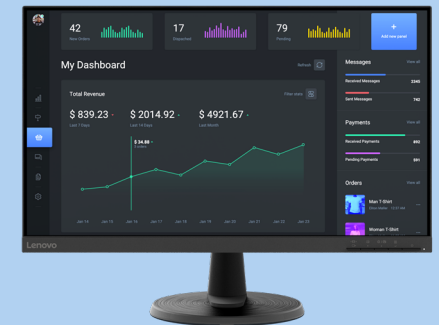 42
New Orders
17
Dispatched
79
Pending
+
Add new panel
My Dashboard
Refresh
Messages
View all
Received Messages
2340
Sent Messages
782
Total Revenue
Filter stats
$ 839.23
Last 7 Days
$ 2014.92
Last 14 Days
$ 4921.67
Last Month
$ 34.88
Payments
View all
Received Payments
Pending Payments
Orders
View all
Man T-Shirt
Woman T-Shirt
Jan 14
Jan 15
Jan 16
Jan 17
Jan 18
Jan 19
Jan 20
Jan 21
Jan 22
Jan 23
Lenovo